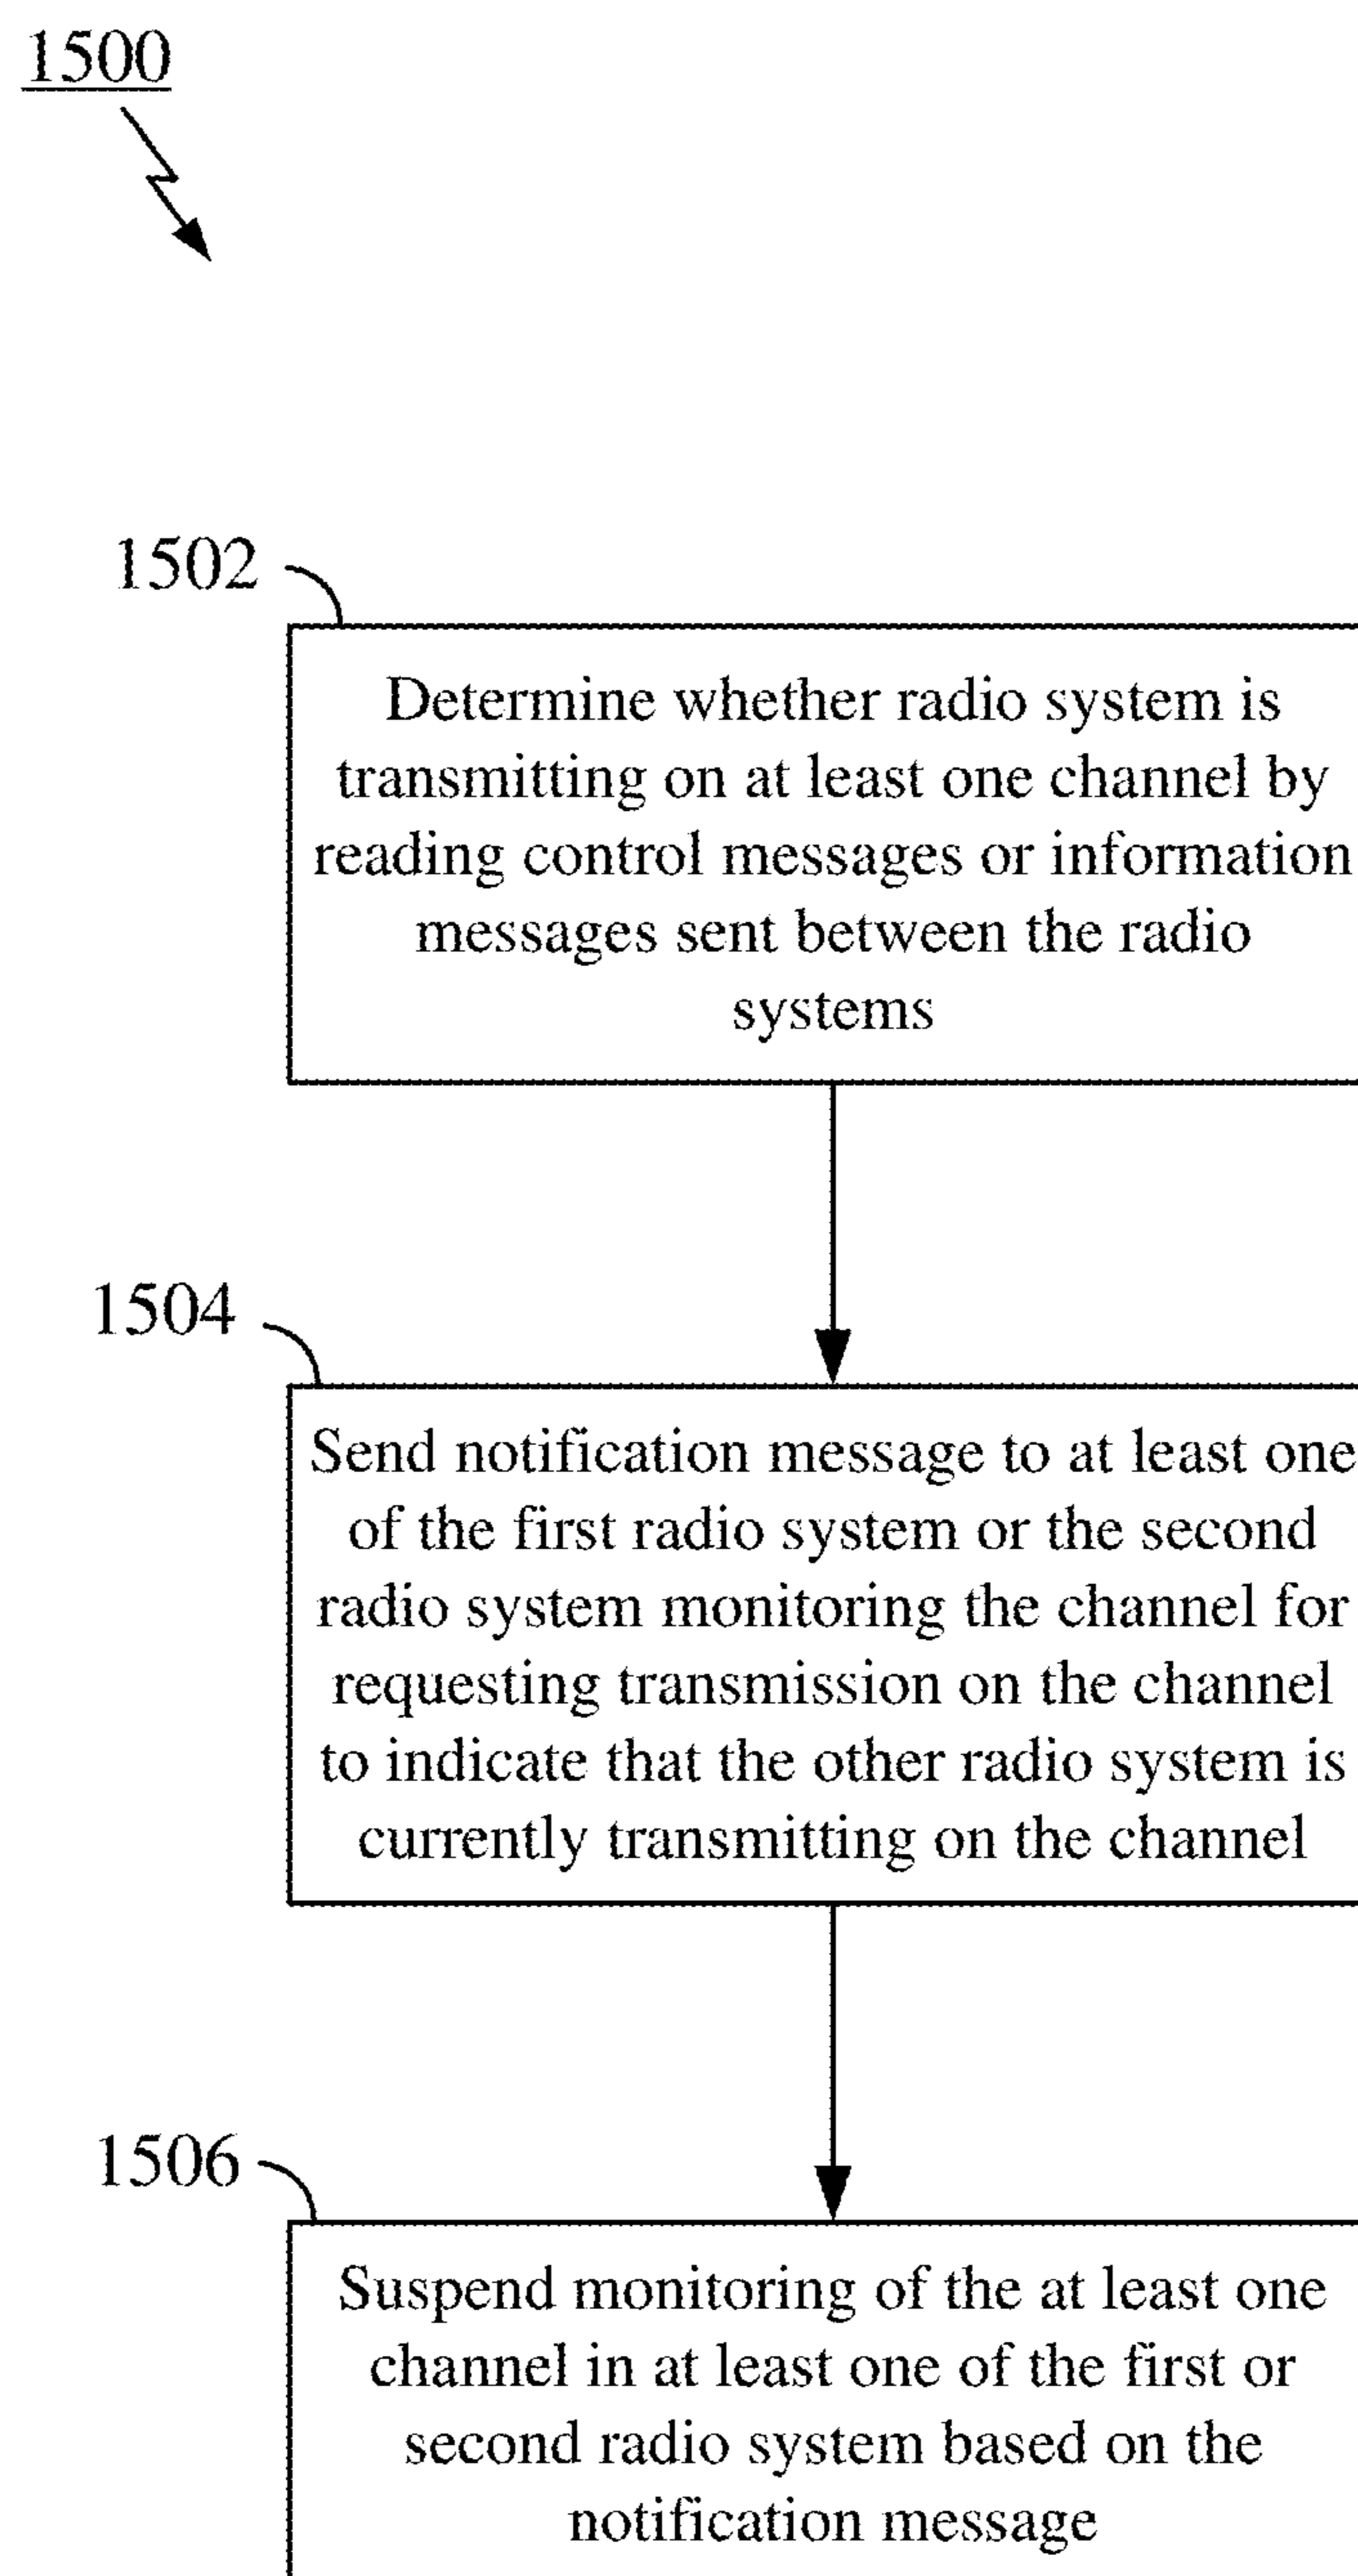 1500
1502
Determine whether radio system is
transmitting on at least one channel by
reading control messages or information
messages sent between the radio
systems
1504
Send notification message to at least one
of the first radio system or the second
radio system monitoring the channel for
requesting transmission on the channel
to indicate that the other radio system is
currently transmitting on the channel
1506
Suspend monitoring of the at least one
channel in at least one of the first or
second radio system based on the
notification message